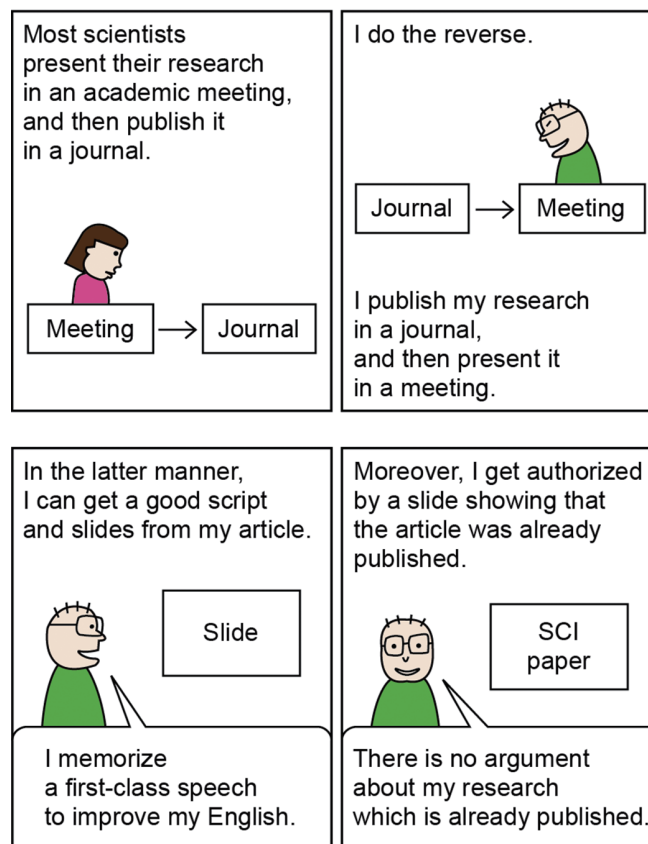 Most scientists
present their research
in an academic meeting,
and then publish it
in a journal.
Meeting
Journal
I do the reverse.
Journal
Meeting
I publish my research
in a journal,
and then present it
in a meeting.
In the latter manner,
I can get a good script
and slides from my article.
Slide
I memorize
a first-class speech
to improve my English.
Moreover, I get authorized
by a slide showing that
the article was already
published.
SCI
paper
There is no argument
about my research
which is already published.